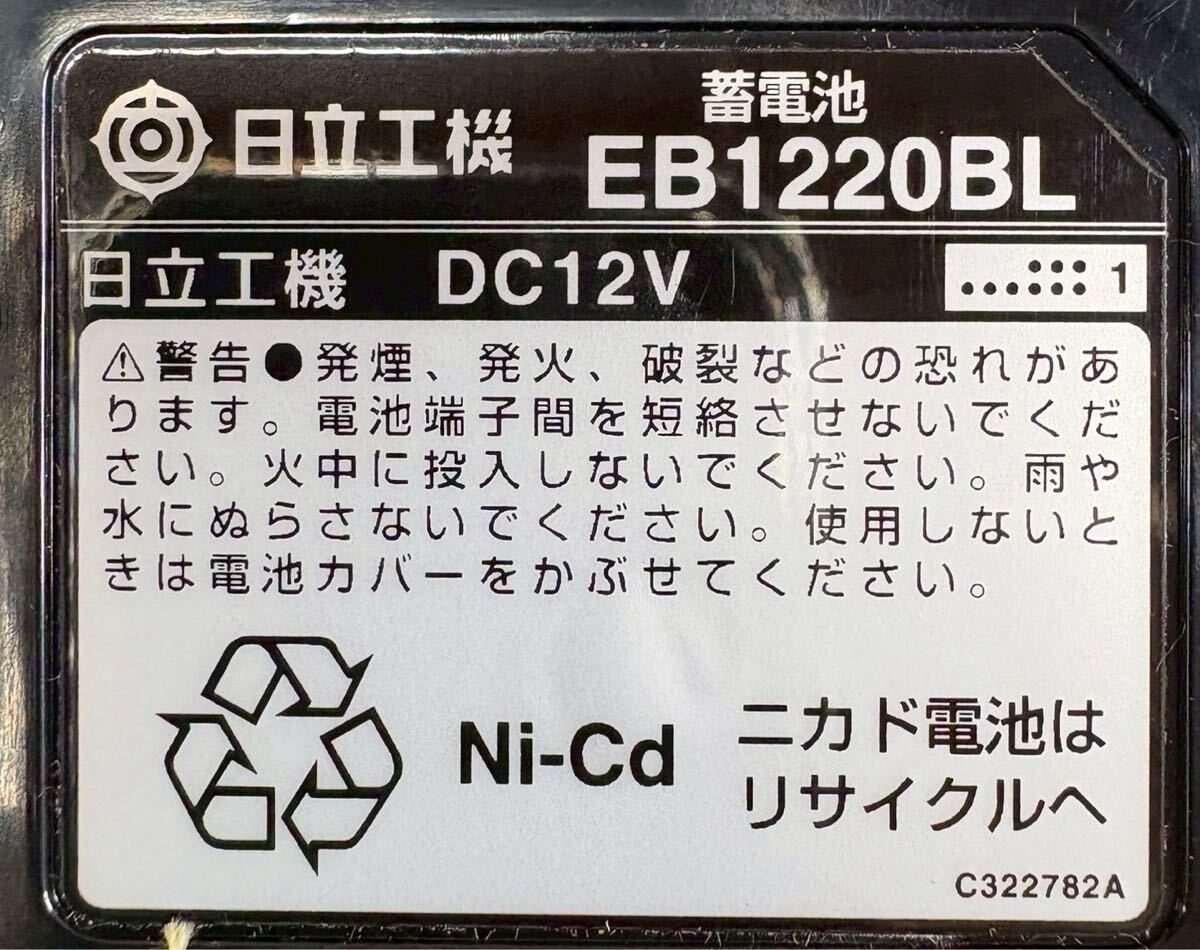 日立工機
蓄電池
EB1220BL
日立工機 DC12V
1
⚠警告●発煙、発火、破裂などの恐れがあ
ります。電池端子間を短絡させないでくだ
さい。火中に投入しないでください。雨や
水にぬらさないでください。使用しないと
きは電池カバーをかぶせてください。
Ni-Cd
ニカド電池は
リサイクルへ
C322782A